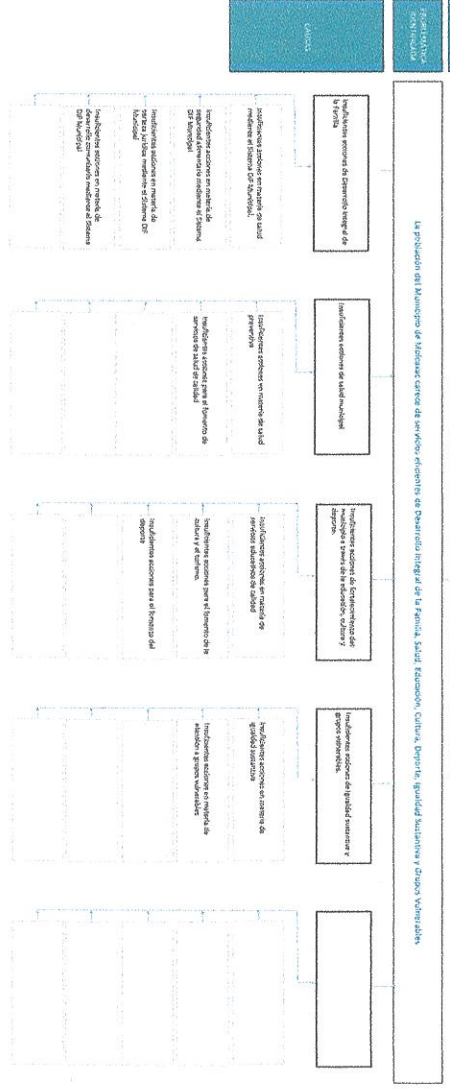 PROBLEMÁTICA
IDENTIFICADA
La población del Municipio de Molcaxac carece de servicios eficientes de Desarrollo Integral de la Familia, Salud, Educación, Cultura, Deporte, Igualdad Sustantiva y Grupos Vulnerables
CAUSAS
Insuficientes acciones de Desarrollo Integral de
la Familia
Insuficientes acciones en materia de salud
mediante el Sistema DIF Municipal.
Insuficientes acciones en materia de
seguridad alimentaria mediante el Sistema
DIF Municipal
Insuficientes acciones en materia de
certeza jurídica mediante el Sistema DIF
Municipal
Insuficientes acciones en materia de
desarrollo comunitario mediante el Sistema
DIF Municipal
Insuficientes acciones de salud municipal
Insuficientes acciones en materia de salud
preventiva
Insuficientes acciones para el fomento de
servicios de salud de calidad
Insuficientes acciones de fortalecimiento del
municipio a través de la educación, cultura y
deporte.
Insuficientes acciones en materia de
servicios educativos de calidad
Insuficientes acciones para el fomento de la
cultura y el turismo.
Insuficientes acciones para el fomento del
deporte
Insuficientes acciones de igualdad sustantiva y
grupos vulnerables.
Insuficientes acciones en materia de
igualdad sustantiva
Insuficientes acciones en materia de
atención a grupos vulnerables